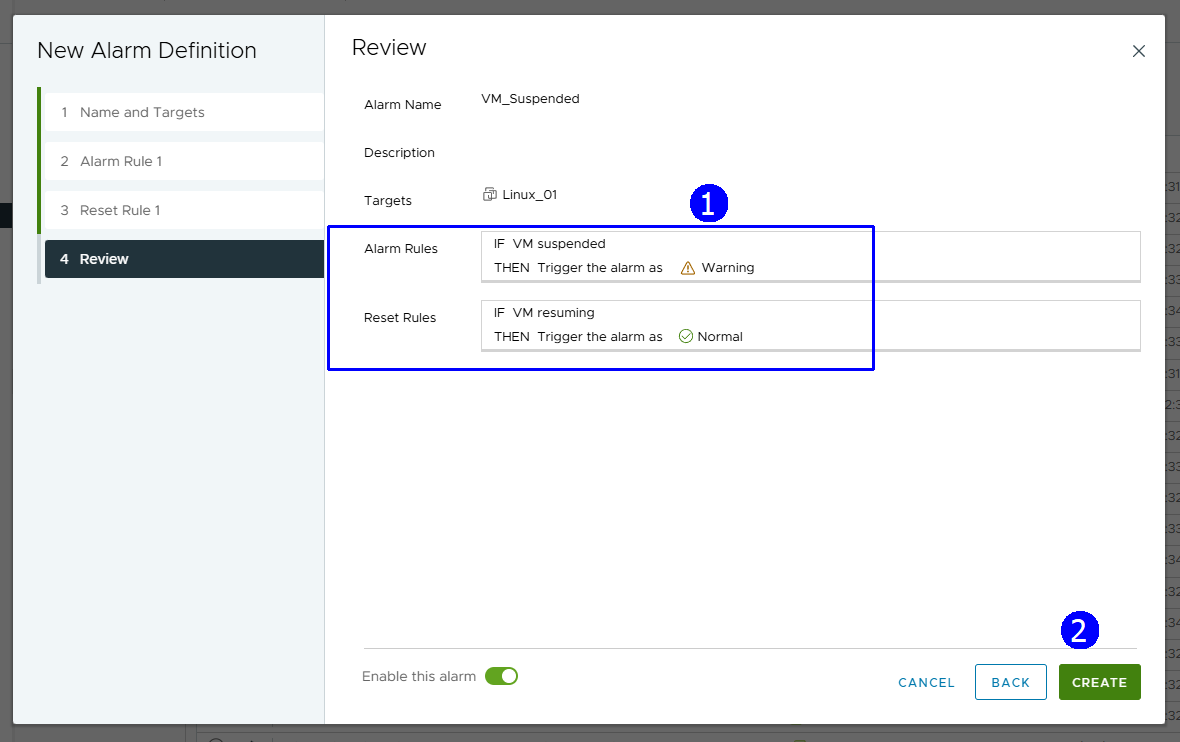 New Alarm Definition
1 Name and Targets
2 Alarm Rule 1
3 Reset Rule 1
4 Review
Review
Alarm Name VM_Suspended
Description
Targets Linux_01
1
Alarm Rules IF VM suspended
THEN Trigger the alarm as Warning
Reset Rules IF VM resuming
THEN Trigger the alarm as Normal
2
Enable this alarm
CANCEL BACK CREATE